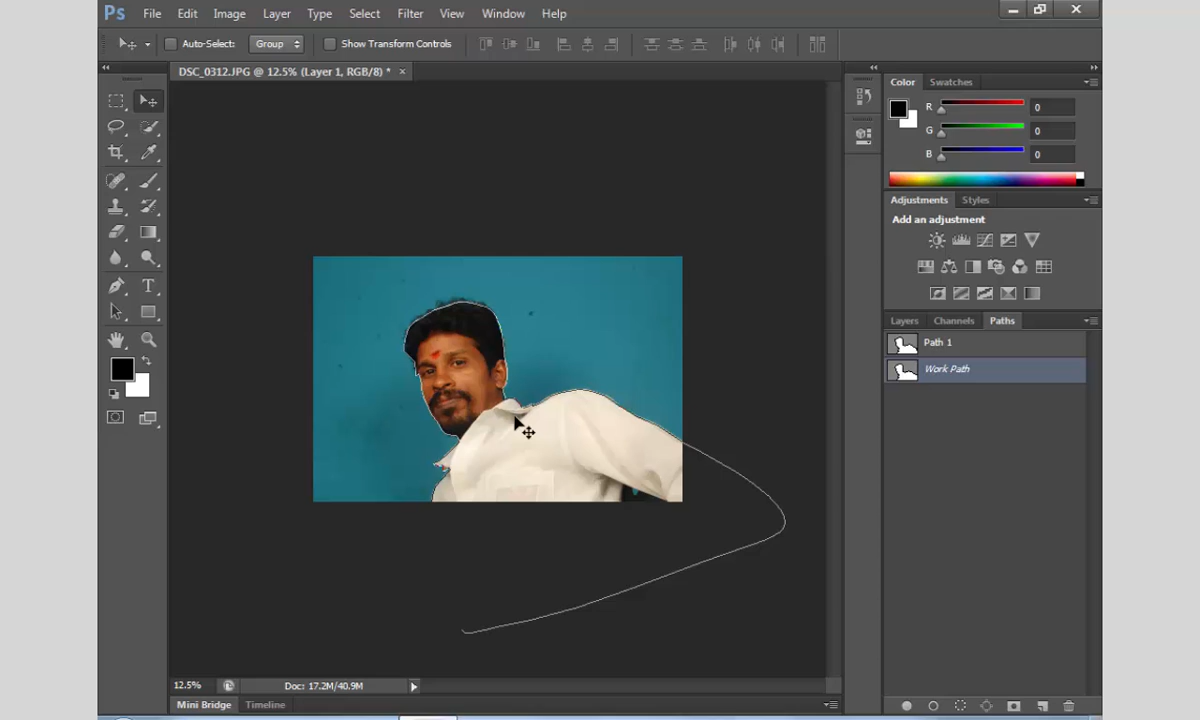 Ps File Edit Image Layer Type Select Filter View Window Help
Auto-Select: Group Show Transform Controls
DSC_0312.JPG @ 12.5% (Layer 1, RGB/8) * ×
Color Swatches
R 0
G 0
B 0
Adjustments Styles
Add an adjustment
Layers Channels Paths
Path 1
Work Path
12.5% Doc: 17.2M/40.9M
Mini Bridge Timeline